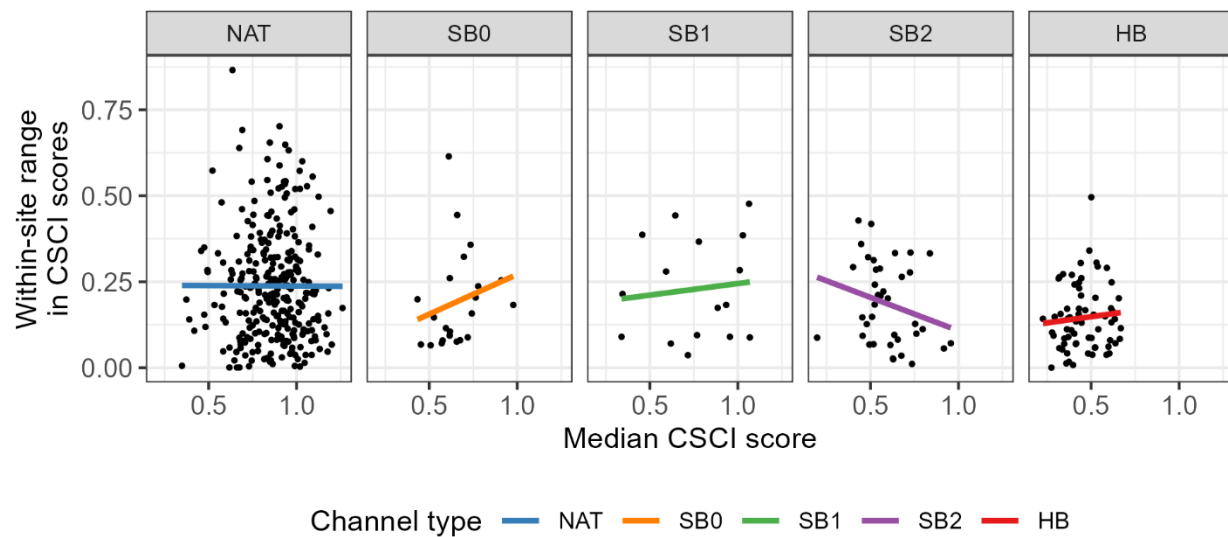 NAT SB0 SB1 SB2 HB
Within-site range
in CSCI scores
0.75
0.50
0.25
0.00
0.5 1.0 0.5 1.0 0.5 1.0 0.5 1.0 0.5 1.0
Median CSCI score
Channel type NAT SB0 SB1 SB2 HB